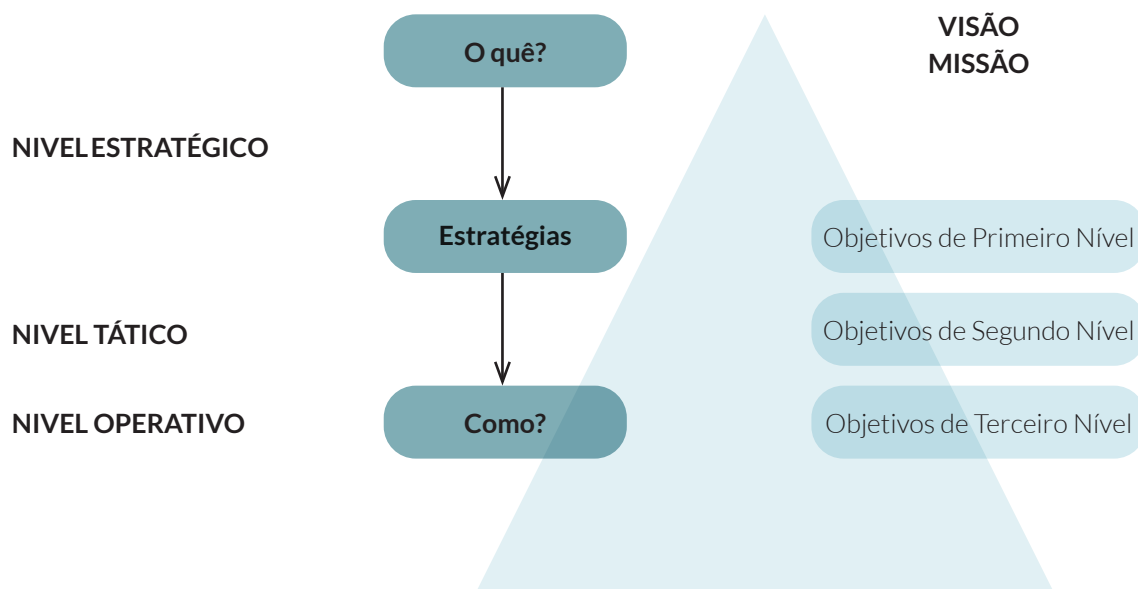 O quê?
VISÃO
MISSÃO
NIVEL ESTRATÉGICO
Estratégias
Objetivos de Primeiro Nível
NIVEL TÁTICO
Objetivos de Segundo Nível
NIVEL OPERATIVO
Como?
Objetivos de Terceiro Nível